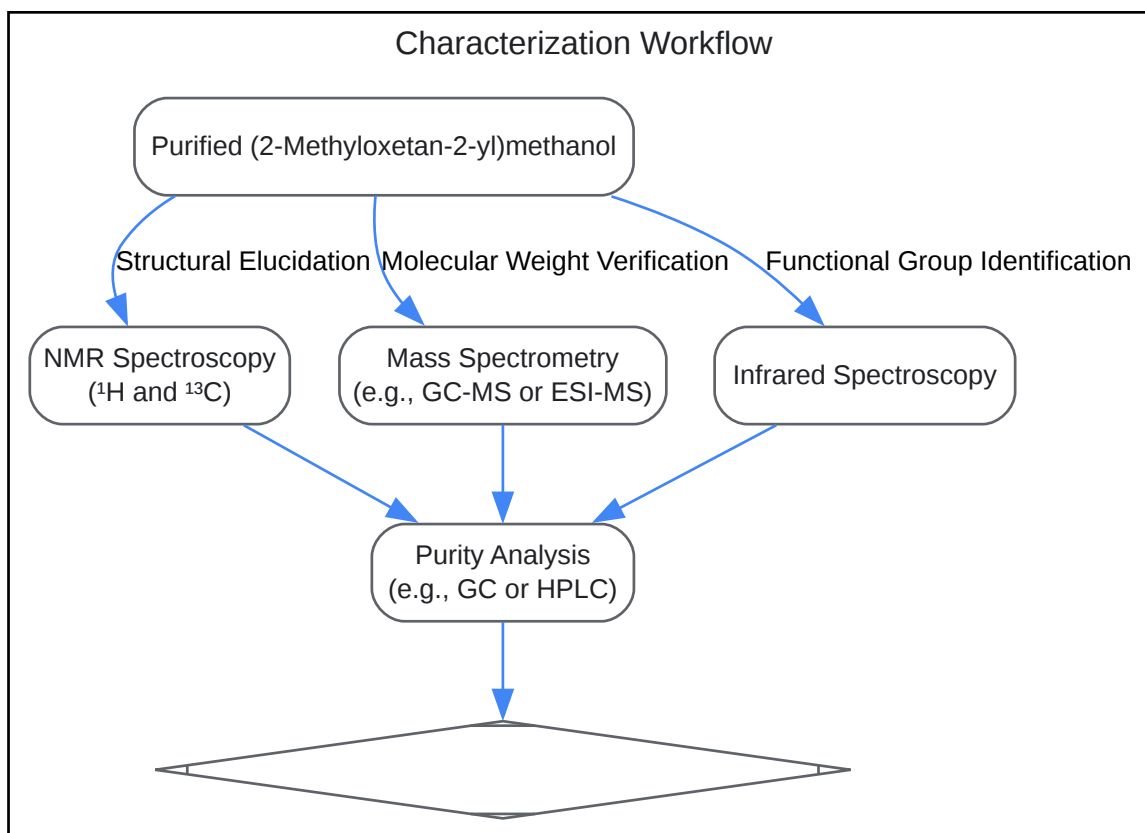 Characterization Workflow
Purified (2-Methyloxetan-2-yl)methanol
Structural Elucidation
Molecular Weight Verification
Functional Group Identification
NMR Spectroscopy
(¹H and ¹³C)
Mass Spectrometry
(e.g., GC-MS or ESI-MS)
Infrared Spectroscopy
Purity Analysis
(e.g., GC or HPLC)